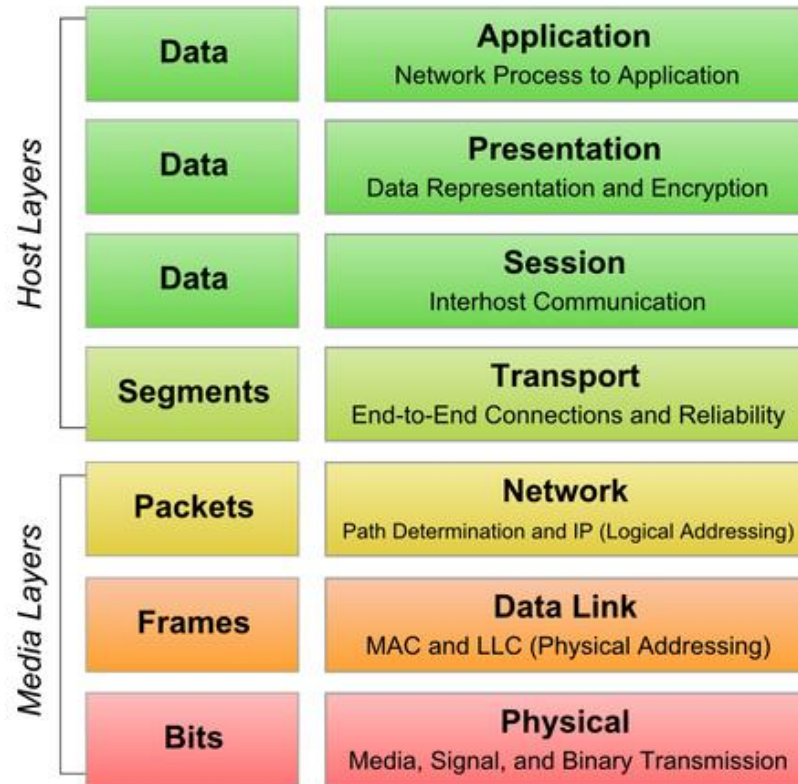 Host Layers
Data
Application
Network Process to Application
Data
Presentation
Data Representation and Encryption
Data
Session
Interhost Communication
Segments
Transport
End-to-End Connections and Reliability
Media Layers
Packets
Network
Path Determination and IP (Logical Addressing)
Frames
Data Link
MAC and LLC (Physical Addressing)
Bits
Physical
Media, Signal, and Binary Transmission